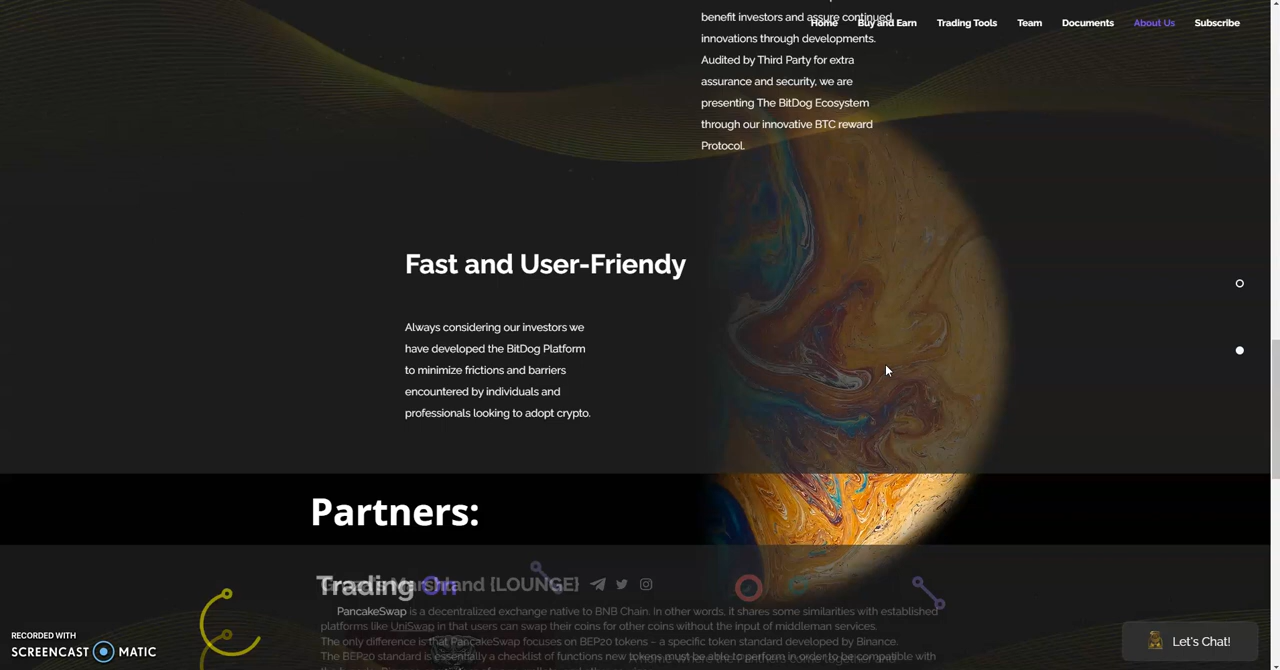 benefit investors and assure continued
Home Buy and Earn Trading Tools Team Documents About Us Subscribe
innovations through developments.
Audited by Third Party for extra
assurance and security, we are
presenting The BitDog Ecosystem
through our innovative BTC reward
Protocol.
Fast and User-Friendy
Always considering our investors we
have developed the BitDog Platform
to minimize frictions and barriers
encountered by individuals and
professionals looking to adopt crypto.
Partners:
Trading On
{LOUNGE}
PancakeSwap is a decentralized exchange native to BNB Chain. In other words, it shares some similarities with established
platforms like UniSwap in that users can swap their coins for other coins without the input of middleman services.
The only difference is that PancakeSwap focuses on BEP20 tokens – a specific token standard developed by Binance.
The BEP20 standard is essentially a checklist of functions new tokens must be able to perform in order to be compatible with
RECORDED WITH
SCREENCAST MATIC
Let's Chat!